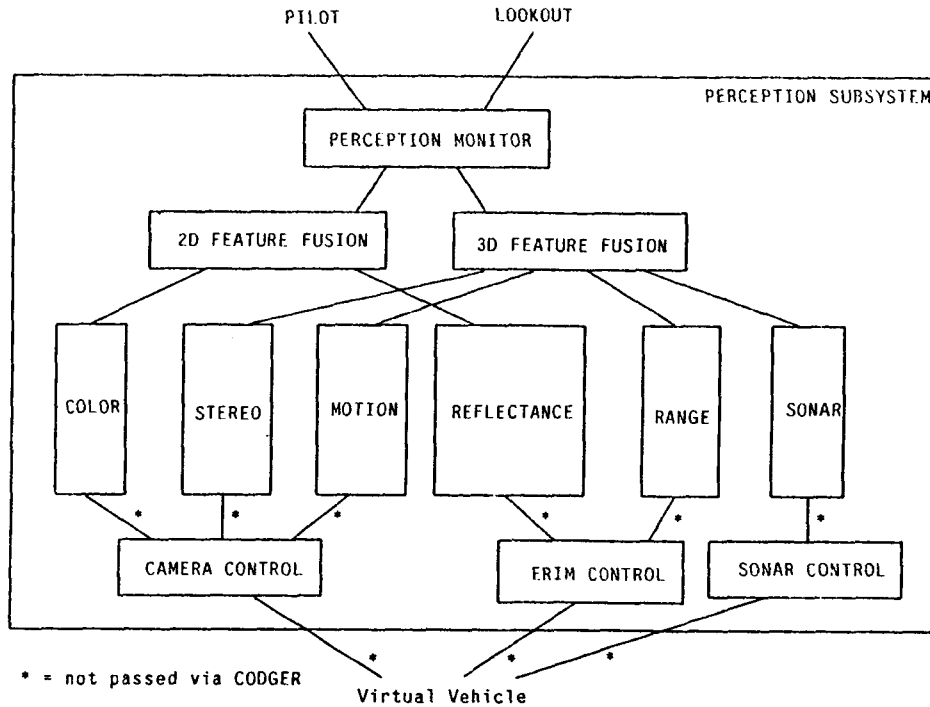 PILOT
LOOKOUT
PERCEPTION SUBSYSTEM
PERCEPTION MONITOR
2D FEATURE FUSION
3D FEATURE FUSION
COLOR
STEREO
MOTION
REFLECTANCE
RANGE
SONAR
*
*
*
*
*
*
CAMERA CONTROL
ERIM CONTROL
SONAR CONTROL
*
*
*
* = not passed via CODGER
Virtual Vehicle